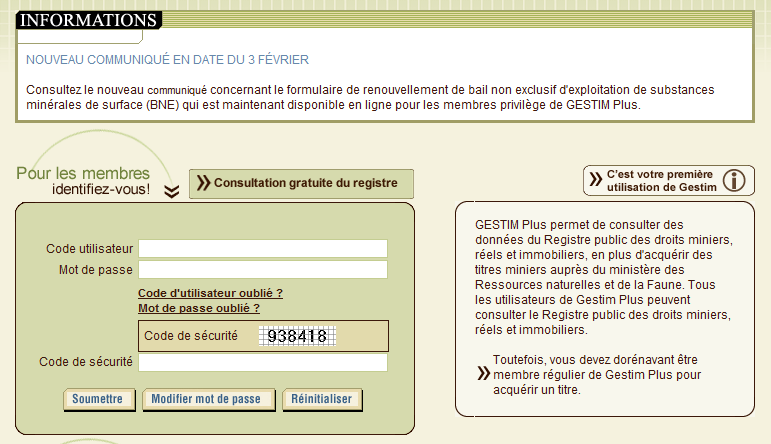 INFORMATIONS
NOUVEAU COMMUNIQUÉ EN DATE DU 3 FÉVRIER
Consultez le nouveau communiqué concernant le formulaire de renouvellement de bail non exclusif d'exploitation de substances
minérales de surface (BNE) qui est maintenant disponible en ligne pour les membres privilège de GESTIM Plus.
Pour les membres
identifiez-vous!
Consultation gratuite du registre
C'est votre première
utilisation de Gestim
Code utilisateur
Mot de passe
Code d'utilisateur oublié ?
Mot de passe oublié ?
Code de sécurité 938418
Code de sécurité
Soumettre Modifier mot de passe Réinitialiser
GESTIM Plus permet de consulter des
données du Registre public des droits miniers,
réels et immobiliers, en plus d'acquérir des
titres miniers auprès du ministère des
Ressources naturelles et de la Faune. Tous
les utilisateurs de Gestim Plus peuvent
consulter le Registre public des droits miniers,
réels et immobiliers.
Toutefois, vous devez dorénavant être
membre régulier de Gestim Plus pour
acquérir un titre.